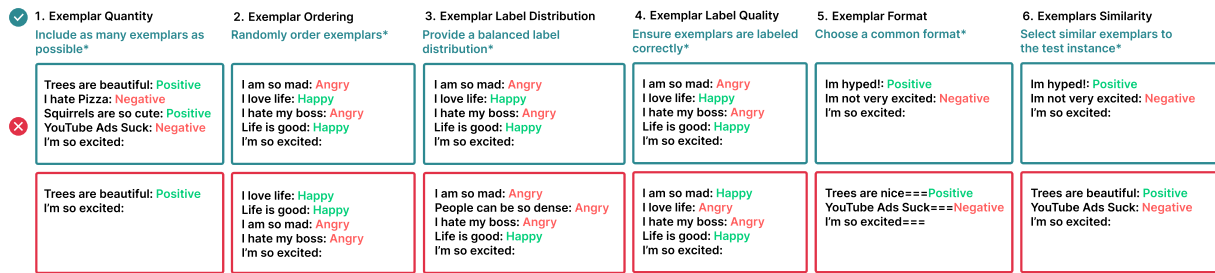 1. Exemplar Quantity
Include as many exemplars as
possible*
Trees are beautiful: Positive
I hate Pizza: Negative
Squirrels are so cute: Positive
YouTube Ads Suck: Negative
I'm so excited:
Trees are beautiful: Positive
I'm so excited:
2. Exemplar Ordering
Randomly order exemplars*
I am so mad: Angry
I love life: Happy
I hate my boss: Angry
Life is good: Happy
I'm so excited:
I love life: Happy
Life is good: Happy
I am so mad: Angry
I hate my boss: Angry
I'm so excited:
3. Exemplar Label Distribution
Provide a balanced label
distribution*
I am so mad: Angry
I love life: Happy
I hate my boss: Angry
Life is good: Happy
I'm so excited:
I am so mad: Angry
People can be so dense: Angry
I hate my boss: Angry
Life is good: Happy
I'm so excited:
4. Exemplar Label Quality
Ensure exemplars are labeled
correctly*
I am so mad: Angry
I love life: Happy
I hate my boss: Angry
Life is good: Happy
I'm so excited:
I am so mad: Happy
I love life: Angry
I hate my boss: Angry
Life is good: Happy
I'm so excited:
5. Exemplar Format
Choose a common format*
Im hyped!: Positive
Im not very excited: Negative
I'm so excited:
Trees are nice===Positive
YouTube Ads Suck===Negative
I'm so excited===
6. Exemplars Similarity
Select similar exemplars to
the test instance*
Im hyped!: Positive
Im not very excited: Negative
I'm so excited:
Trees are beautiful: Positive
YouTube Ads Suck: Negative
I'm so excited: